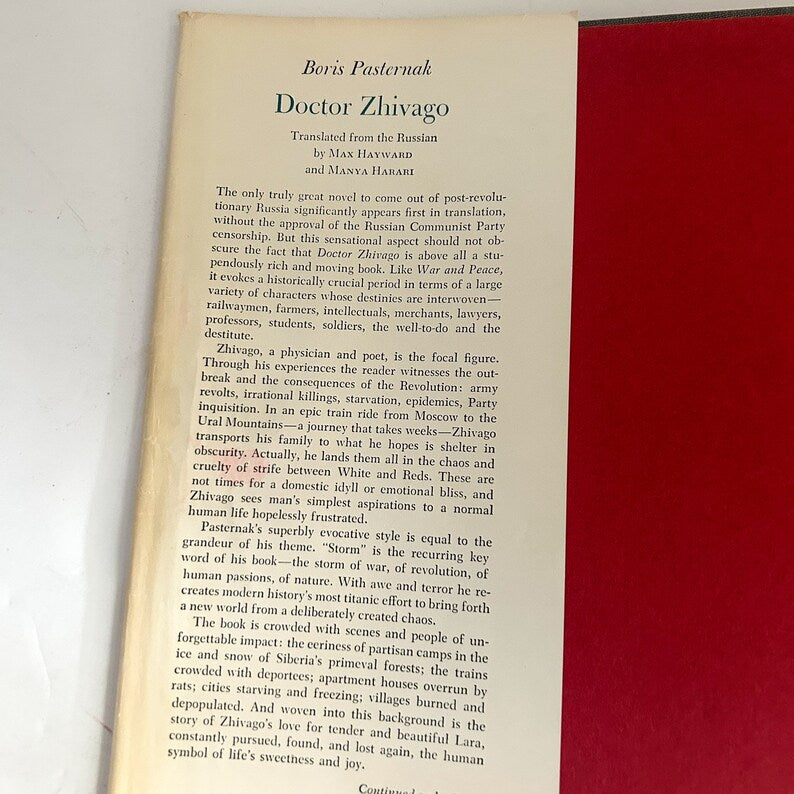 Boris Pasternak
Doctor Zhivago
Translated from the Russian
by MAX HAYWARD
and MANYA HARARI
The only truly great novel to come out of post-revolu-
tionary Russia significantly appears first in translation,
without the approval of the Russian Communist Party
censorship. But this sensational aspect should not ob-
scure the fact that Doctor Zhivago is above all a stu-
pendously rich and moving book. Like War and Peace,
it evokes a historically crucial period in terms of a large
variety of characters whose destinies are interwoven—
railwaymen, farmers, intellectuals, merchants, lawyers,
professors, students, soldiers, the well-to-do and the
destitute.
Zhivago, a physician and poet, is the focal figure.
Through his experiences the reader witnesses the out-
break and the consequences of the Revolution: army
revolts, irrational killings, starvation, epidemics, Party
inquisition. In an epic train ride from Moscow to the
Ural Mountains—a journey that takes weeks—Zhivago
transports his family to what he hopes is shelter in
obscurity. Actually, he lands them all in the chaos and
cruelty of strife between White and Reds. These are
not times for a domestic idyll or emotional bliss, and
Zhivago sees man's simplest aspirations to a normal
human life hopelessly frustrated.
Pasternak's superbly evocative style is equal to the
grandeur of his theme. "Storm" is the recurring key
word of his book—the storm of war, of revolution, of
human passions, of nature. With awe and terror he re-
creates modern history's most titanic effort to bring forth
a new world from a deliberately created chaos.
The book is crowded with scenes and people of un-
forgettable impact: the eeriness of partisan camps in the
ice and snow of Siberia's primeval forests; the trains
crowded with deportees; apartment houses overrun by
rats; cities starving and freezing; villages burned and
depopulated. And woven into this background is the
story of Zhivago's love for tender and beautiful Lara,
constantly pursued, found, and lost again, the human
symbol of life's sweetness and joy.
Continued